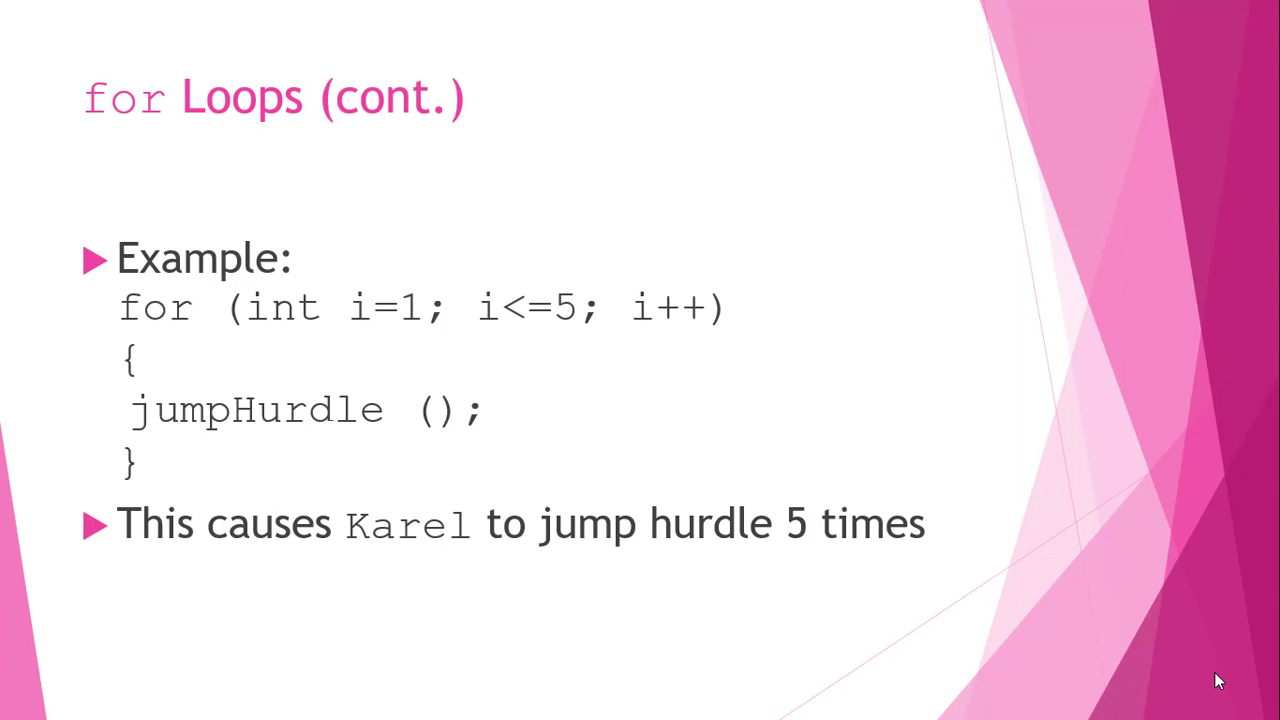 for Loops (cont.)
Example:
for (int i=1; i<=5; i++)
{
jumpHurdle ();
}
This causes Karel to jump hurdle 5 times